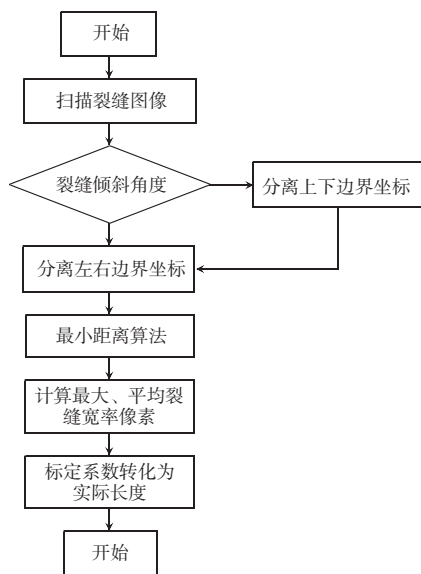 开始
扫描裂缝图像
裂缝倾斜角度
分离上下边界坐标
分离左右边界坐标
最小距离算法
计算最大、平均裂
缝宽率像素
标定系数转化为
实际长度
开始